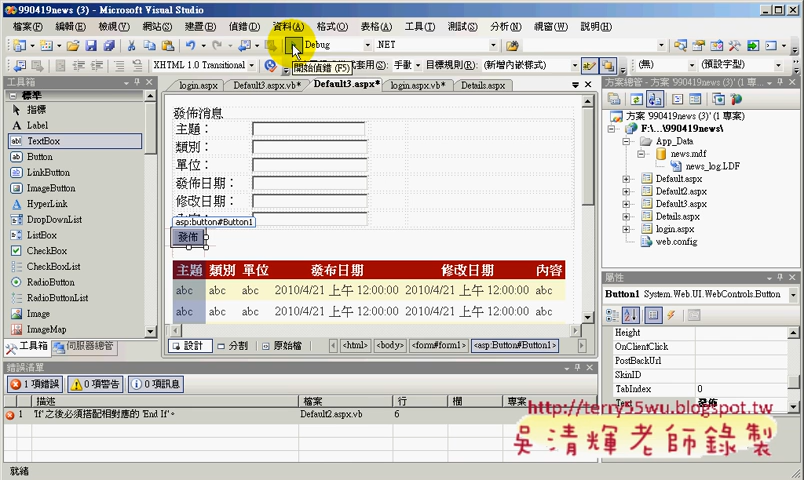 990419news (3) - Microsoft Visual Studio
檔案(F) 編輯(E) 檢視(V) 網站(S) 建置(B) 偵錯(D) 資料(A) 格式(O) 表格(A) 工具(T) 測試(S) 分析(N) 視窗(W) 說明(H)
Debug .NET
開始偵錯 (F5)
XHTML 1.0 Transitional 式套用: 手動 目標規則(R): (新增內嵌樣式) (無) (預設字型)
工具箱
標準
指標
Label
TextBox
Button
LinkButton
ImageButton
HyperLink
DropDownList
ListBox
CheckBox
CheckBoxList
RadioButton
RadioButtonList
Image
ImageMap
工具箱 伺服器總管
login.aspx Default3.aspx.vb* Default3.aspx* login.aspx.vb* Details.aspx
發佈消息
主題:
類別:
單位:
發佈日期:
修改日期:
asp:button#Button1
發佈
主題 類別 單位 發布日期 修改日期 內容
abc abc abc 2010/4/21 上午 12:00:00 2010/4/21 上午 12:00:00 abc
abc abc abc 2010/4/21 上午 12:00:00 2010/4/21 上午 12:00:00 abc
設計 分割 原始檔 <html> <body> <form#form1> <asp:Button#Button1>
方案總管 - 方案 '990419news (3)'
方案 '990419news (3)' (1 專案)
F:\...\990419news\
App_Data
news.mdf
news_log.LDF
Default.aspx
Default2.aspx
Default3.aspx
Details.aspx
login.aspx
web.config
屬性
Button1 System.Web.UI.WebControls.Button
Height
OnClientClick
PostBackUrl
SkinID
TabIndex 0
Text 發佈
錯誤清單
1 項錯誤 0 項警告 0 項訊息
描述 檔案 行 欄 專案
1 'If' 之後必須搭配相對應的 'End If'。 Default2.aspx.vb 6
http://terry55wu.blogspot.tw
吳清輝老師錄製
就緒